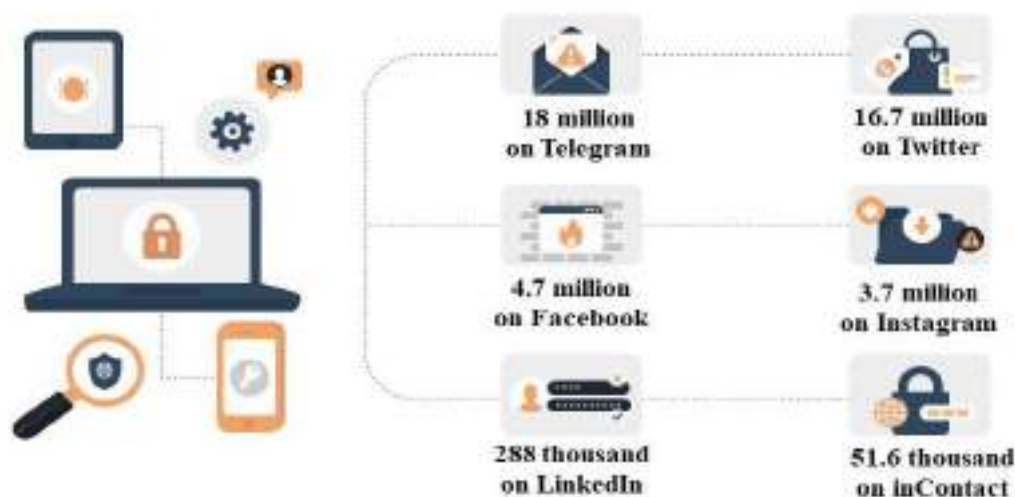 18 million
on Telegram
16.7 million
on Twitter
4.7 million
on Facebook
3.7 million
on Instagram
288 thousand
on LinkedIn
51.6 thousand
on inContact